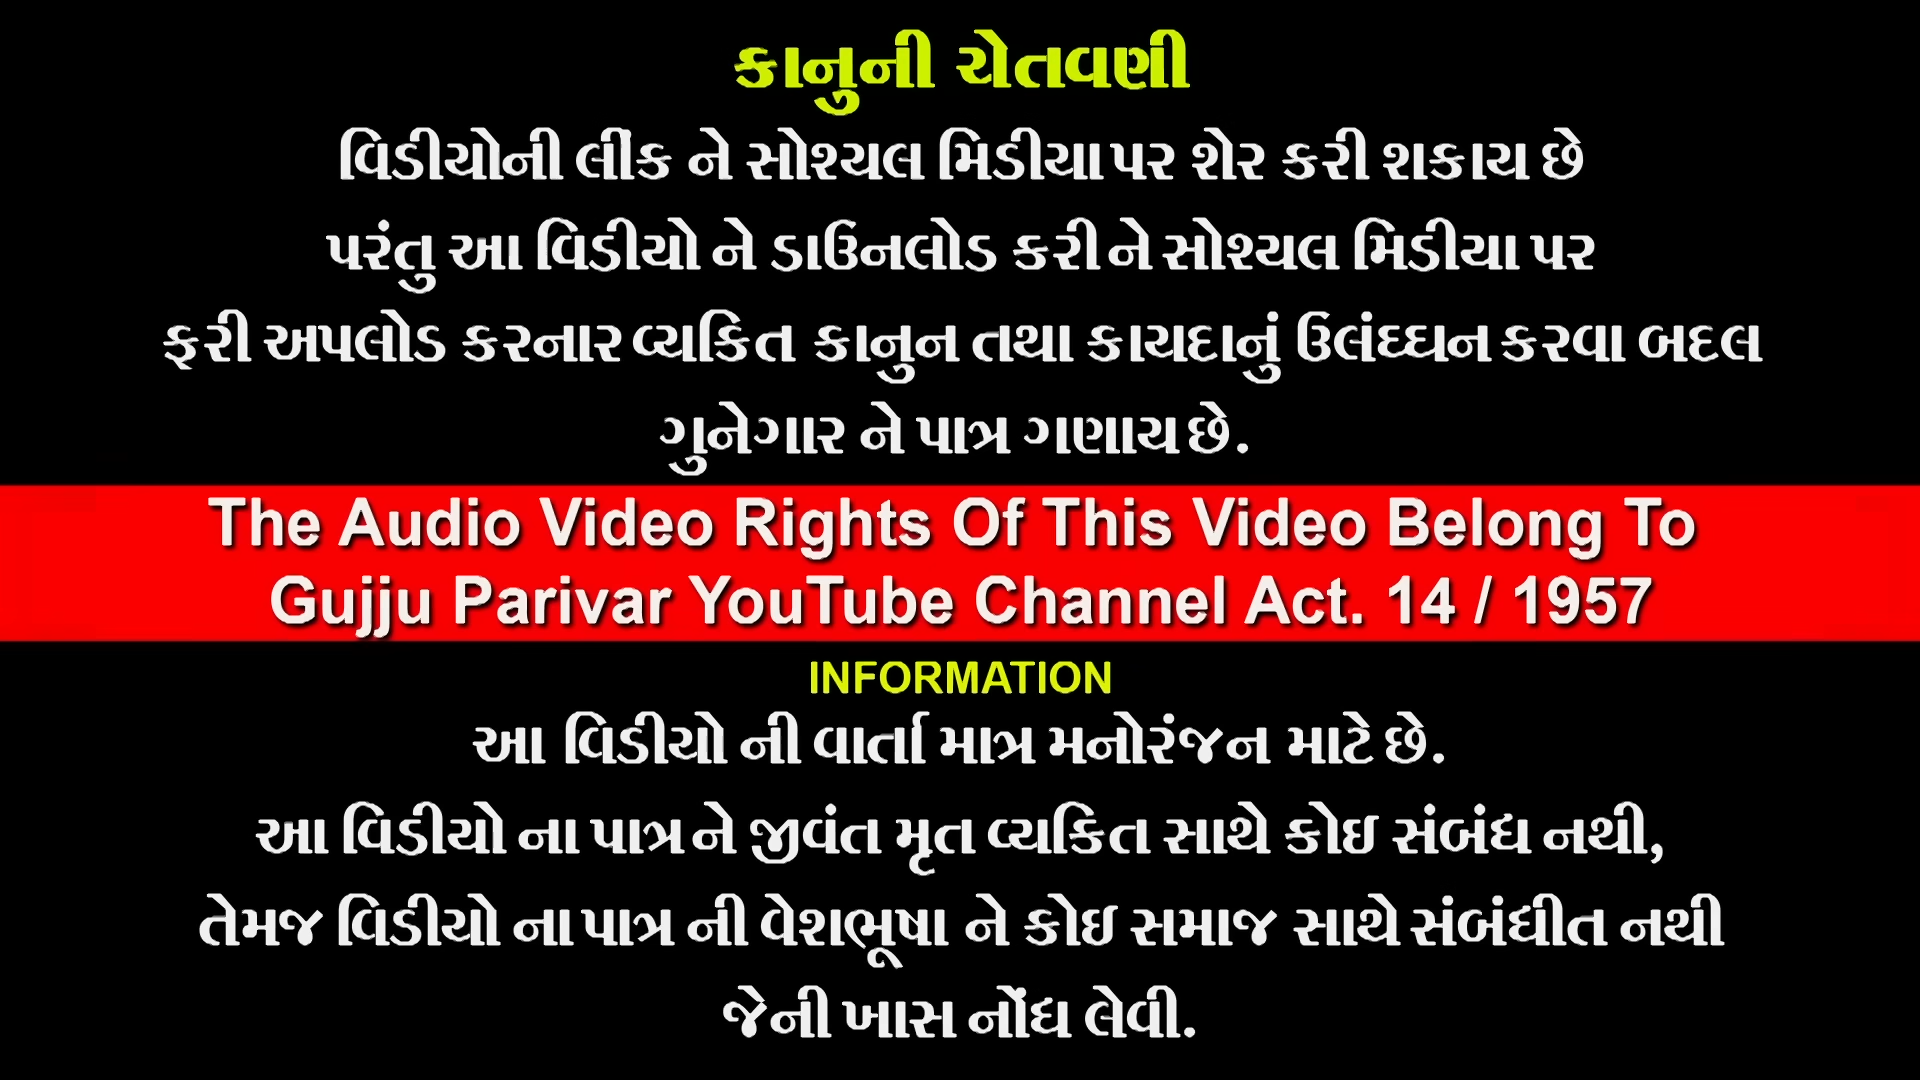 કાનુની ચેતવણી
વિડીયોની લીંક ને સોશ્યલ મિડીયા પર શેર કરી શકાય છે
પરંતુ આ વિડીયો ને ડાઉનલોડ કરી ને સોશ્યલ મિડીયા પર
ફરી અપલોડ કરનાર વ્યકિત કાનુન તથા કાયદાનું ઉલંઘ્ઘન કરવા બદલ
ગુનેગાર ને પાત્ર ગણાય છે.
The Audio Video Rights Of This Video Belong To
Gujju Parivar YouTube Channel Act. 14 / 1957
INFORMATION
આ વિડીયો ની વાર્તા માત્ર મનોરંજન માટે છે.
આ વિડીયો ના પાત્ર ને જીવંત મૃત વ્યકિત સાથે કોઇ સંબંધ નથી,
તેમજ વિડીયો ના પાત્ર ની વેશભૂષા ને કોઇ સમાજ સાથે સંબંધીત નથી
જેની ખાસ નોંધ લેવી.